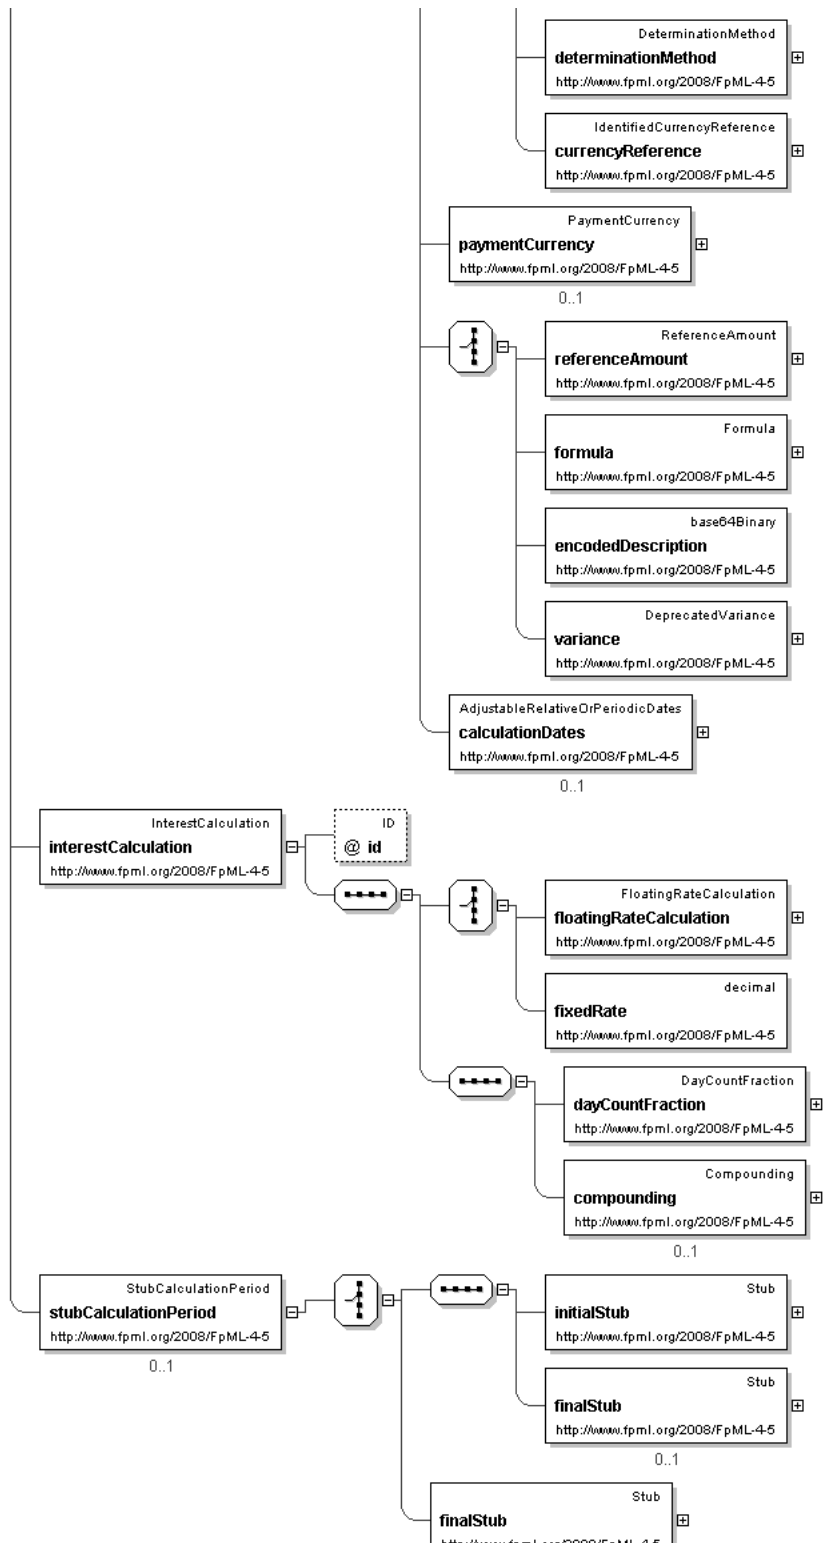 DeterminationMethod
determinationMethod
http://www.fpml.org/2008/FpML-4-5
IdentifiedCurrencyReference
currencyReference
http://www.fpml.org/2008/FpML-4-5
PaymentCurrency
paymentCurrency
http://www.fpml.org/2008/FpML-4-5
0..1
ReferenceAmount
referenceAmount
http://www.fpml.org/2008/FpML-4-5
Formula
formula
http://www.fpml.org/2008/FpML-4-5
base64Binary
encodedDescription
http://www.fpml.org/2008/FpML-4-5
DeprecatedVariance
variance
http://www.fpml.org/2008/FpML-4-5
AdjustableRelativeOrPeriodicDates
calculationDates
http://www.fpml.org/2008/FpML-4-5
0..1
InterestCalculation
interestCalculation
http://www.fpml.org/2008/FpML-4-5
ID
@ id
FloatingRateCalculation
floatingRateCalculation
http://www.fpml.org/2008/FpML-4-5
decimal
fixedRate
http://www.fpml.org/2008/FpML-4-5
DayCountFraction
dayCountFraction
http://www.fpml.org/2008/FpML-4-5
Compounding
compounding
http://www.fpml.org/2008/FpML-4-5
0..1
StubCalculationPeriod
stubCalculationPeriod
http://www.fpml.org/2008/FpML-4-5
0..1
Stub
initialStub
http://www.fpml.org/2008/FpML-4-5
Stub
finalStub
http://www.fpml.org/2008/FpML-4-5
0..1
Stub
finalStub
http://www.fpml.org/2008/FpML-4-5